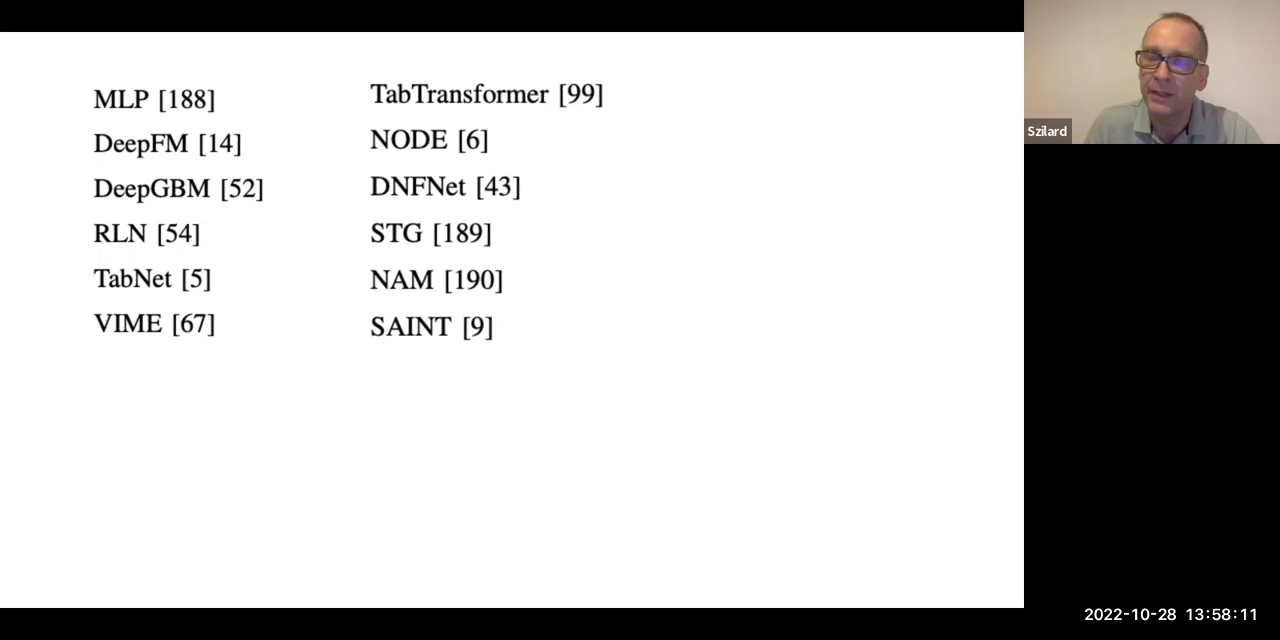 MLP [188]
DeepFM [14]
DeepGBM [52]
RLN [54]
TabNet [5]
VIME [67]
TabTransformer [99]
NODE [6]
DNFNet [43]
STG [189]
NAM [190]
SAINT [9]
Szilard
2022-10-28 13:58:11